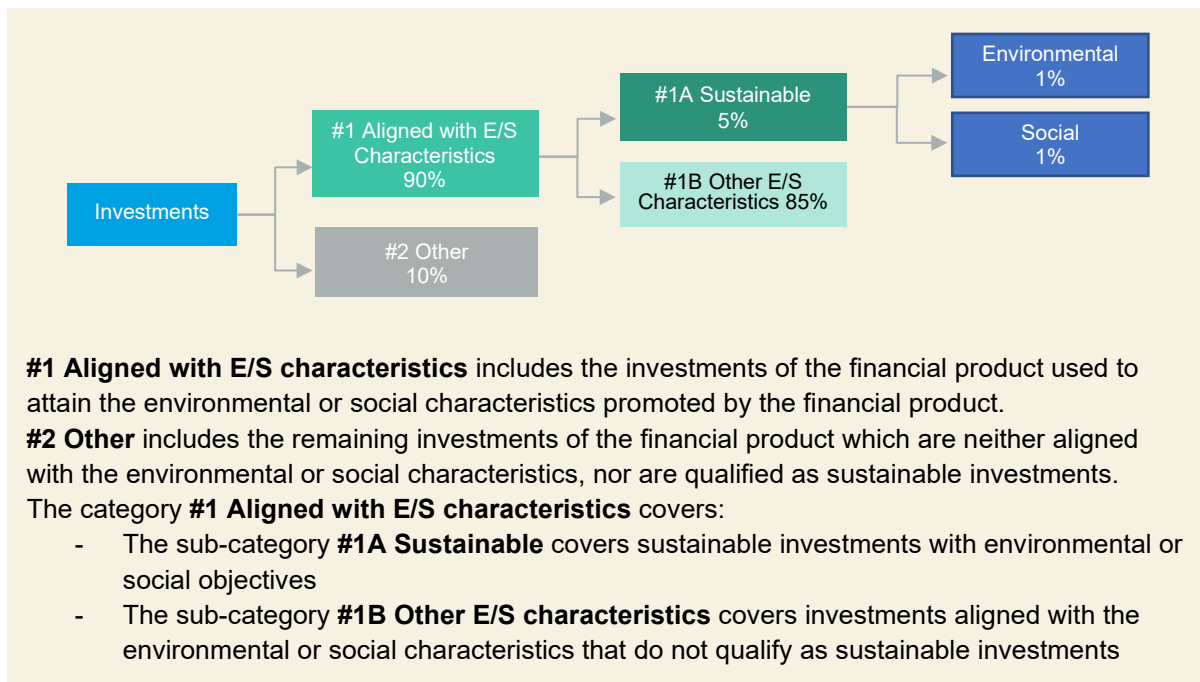 Investments
#1 Aligned with E/S
Characteristics
90%
#2 Other
10%
#1A Sustainable
5%
#1B Other E/S
Characteristics 85%
Environmental
1%
Social
1%
#1 Aligned with E/S characteristics includes the investments of the financial product used to
attain the environmental or social characteristics promoted by the financial product.
#2 Other includes the remaining investments of the financial product which are neither aligned
with the environmental or social characteristics, nor are qualified as sustainable investments.
The category #1 Aligned with E/S characteristics covers:
- The sub-category #1A Sustainable covers sustainable investments with environmental or
social objectives
- The sub-category #1B Other E/S characteristics covers investments aligned with the
environmental or social characteristics that do not qualify as sustainable investments